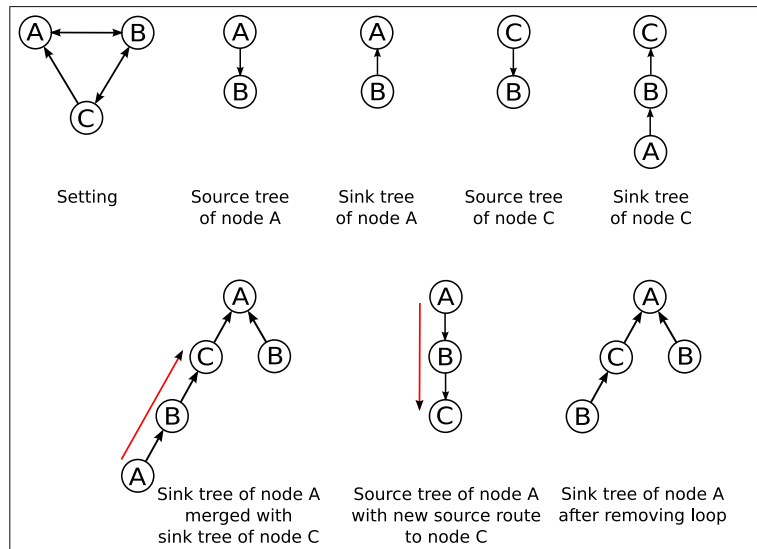 A
B
C
Setting
A
B
Source tree
of node A
A
B
Sink tree
of node A
C
B
Source tree
of node C
C
B
A
Sink tree
of node C
A
C
B
B
A
Sink tree of node A
merged with
sink tree of node C
A
B
C
Source tree of node A
with new source route
to node C
A
C
B
B
Sink tree of node A
after removing loop